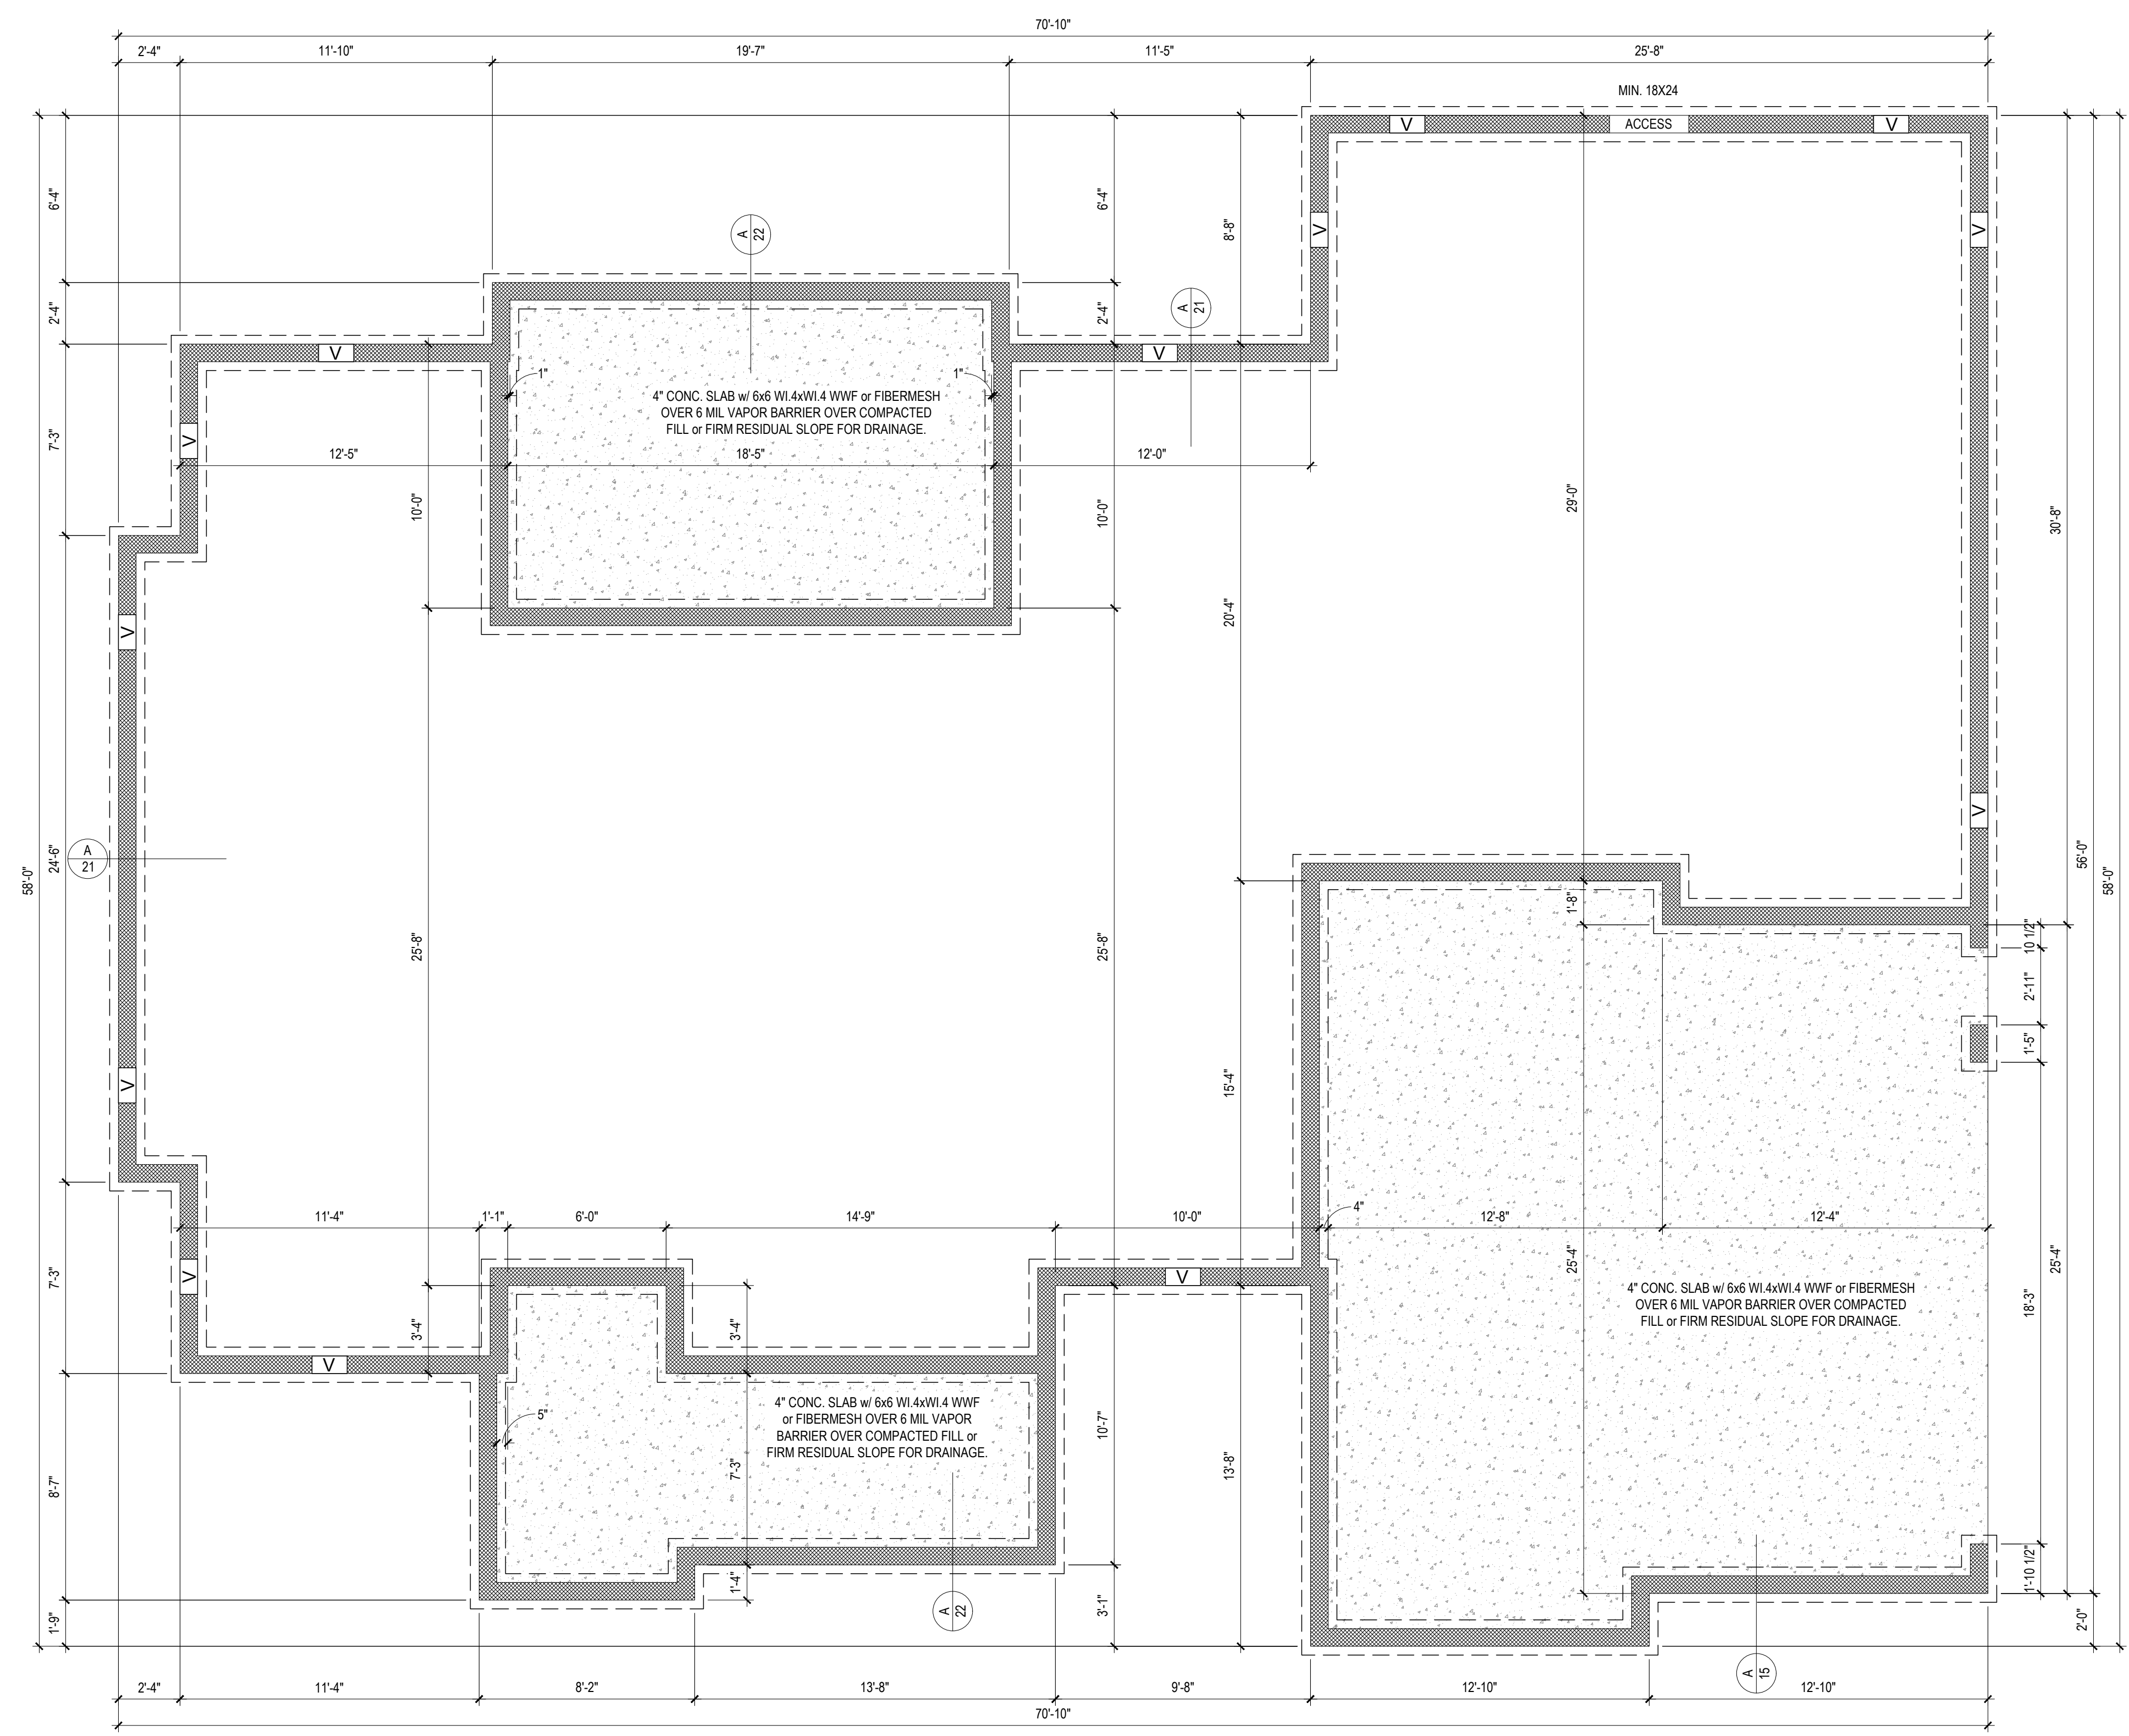 70'-10"
2'-4"
11'-10"
19'-7"
11'-5"
25'-8"
MIN. 18X24
V
ACCESS
V
6'-4"
6'-4"
8'-8"
V
V
A
22
2'-4"
2'-4"
A
21
V
V
1"
1"
4" CONC. SLAB w/ 6x6 WI.4xWI.4 WWF or FIBERMESH
OVER 6 MIL VAPOR BARRIER OVER COMPACTED
FILL or FIRM RESIDUAL SLOPE FOR DRAINAGE.
7'-3"
V
12'-5"
18'-5"
12'-0"
10'-0"
10'-0"
29'-0"
30'-8"
V
20'-4"
V
58'-0"
24'-6"
A
21
56'-0"
58'-0"
1'-8"
25'-8"
25'-8"
10 1/2"
2'-11"
1'-5"
V
15'-4"
11'-4"
1'-1"
6'-0"
14'-9"
10'-0"
4"
12'-8"
12'-4"
7'-3"
V
V
25'-4"
25'-4"
18'-3"
4" CONC. SLAB w/ 6x6 WI.4xWI.4 WWF or FIBERMESH
OVER 6 MIL VAPOR BARRIER OVER COMPACTED
FILL or FIRM RESIDUAL SLOPE FOR DRAINAGE.
3'-4"
3'-4"
V
4" CONC. SLAB w/ 6x6 WI.4xWI.4 WWF
or FIBERMESH OVER 6 MIL VAPOR
BARRIER OVER COMPACTED FILL or
FIRM RESIDUAL SLOPE FOR DRAINAGE.
5"
10'-7"
13'-8"
7'-3"
8'-7"
1'-4"
1'-10 1/2"
A
22
3'-1"
1'-9"
2'-0"
A
15
2'-4"
11'-4"
8'-2"
13'-8"
9'-8"
12'-10"
12'-10"
70'-10"